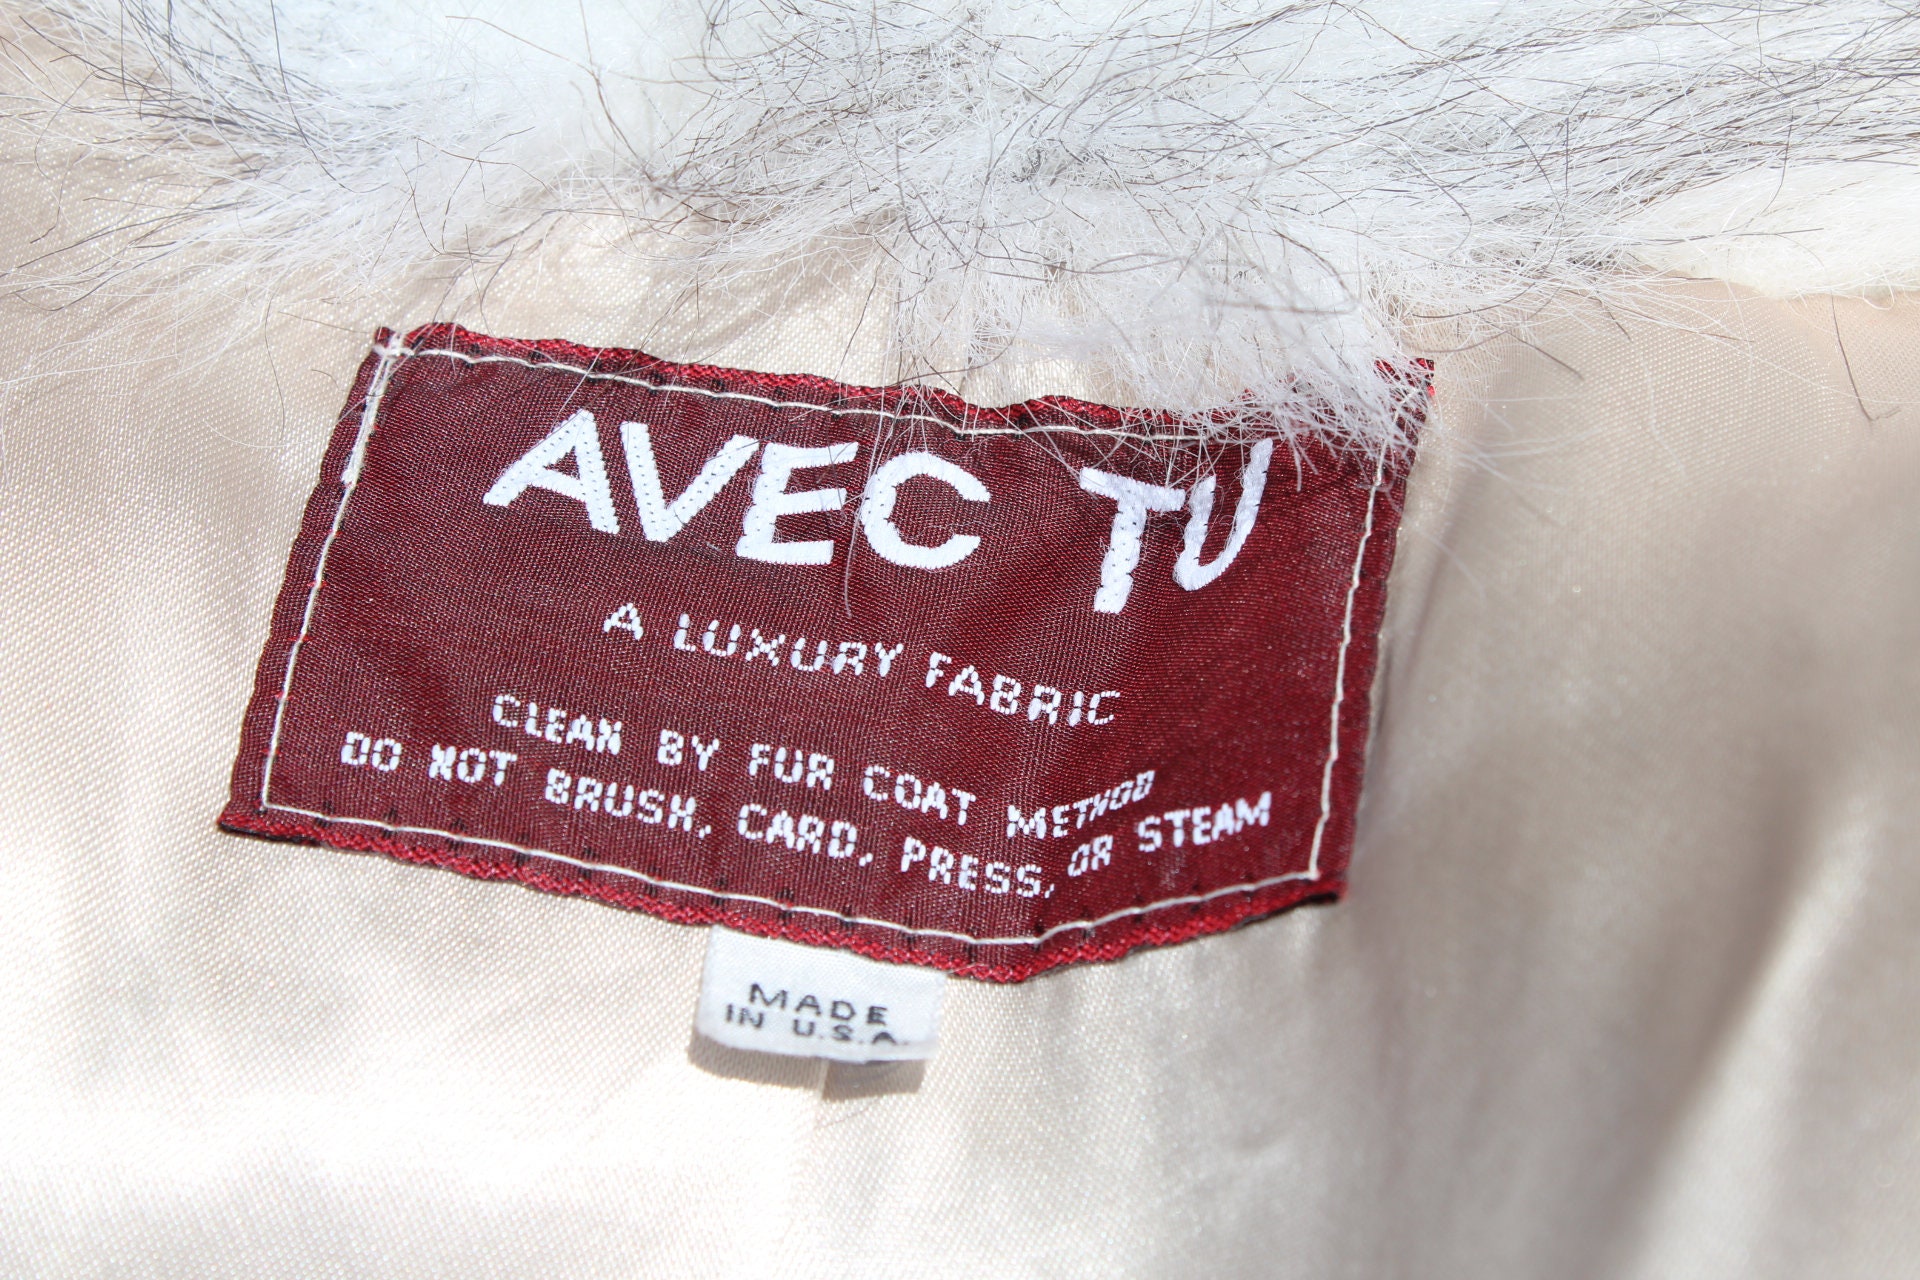 AVEC TU
A LUXURY FABRIC
CLEAN BY FUR COAT METHOD
DO NOT BRUSH, CARD, PRESS, OR STEAM
MADE
IN U.S.A.